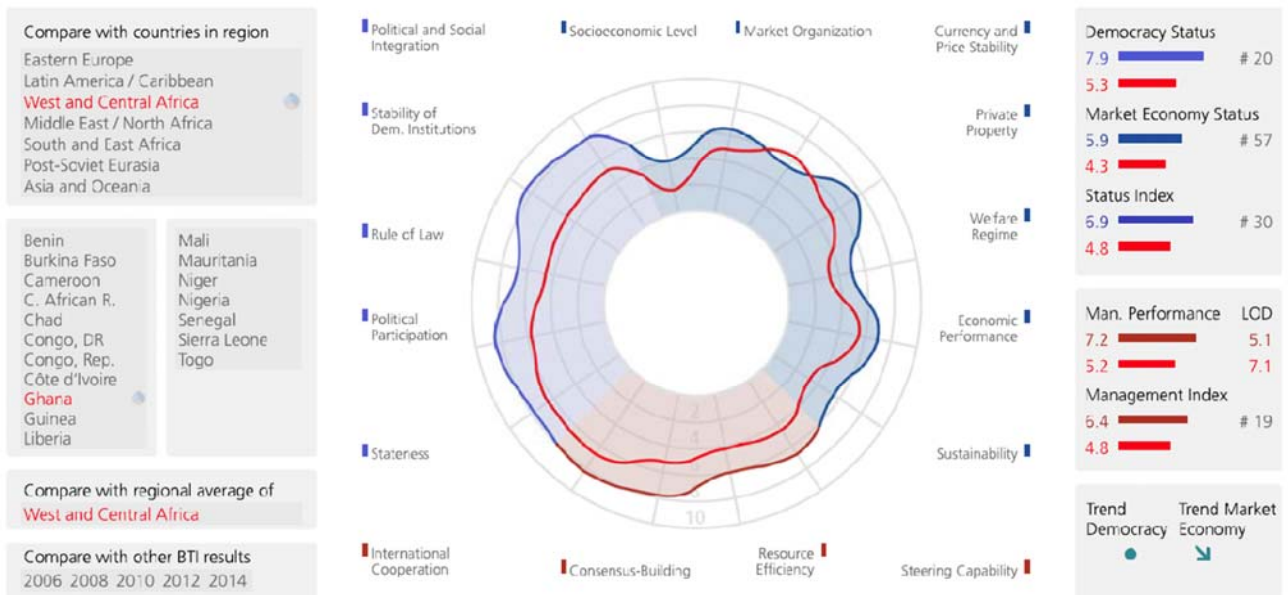 Compare with countries in region
Eastern Europe
Latin America / Caribbean
West and Central Africa
Middle East / North Africa
South and East Africa
Post-Soviet Eurasia
Asia and Oceania
Benin
Burkina Faso
Cameroon
C. African R.
Chad
Congo, DR
Congo, Rep.
Côte d'Ivoire
Ghana
Guinea
Liberia
Mali
Mauritania
Niger
Nigeria
Senegal
Sierra Leone
Togo
Compare with regional average of
West and Central Africa
Compare with other BTI results
2006 2008 2010 2012 2014
Political and Social
Integration
Socioeconomic Level
Market Organization
Currency and
Price Stability
Stability of
Dem. Institutions
Private
Property
Rule of Law
Welfare
Regime
Political
Participation
Economic
Performance
Stateness
Sustainability
2
4
10
International
Cooperation
Consensus-Building
Resource
Efficiency
Steering Capability
Democracy Status
7.9 # 20
5.3
Market Economy Status
5.9 # 57
4.3
Status Index
6.9 # 30
4.8
Man. Performance LOD
7.2 5.1
5.2 7.1
Management Index
6.4 # 19
4.8
Trend
Democracy
Trend Market
Economy